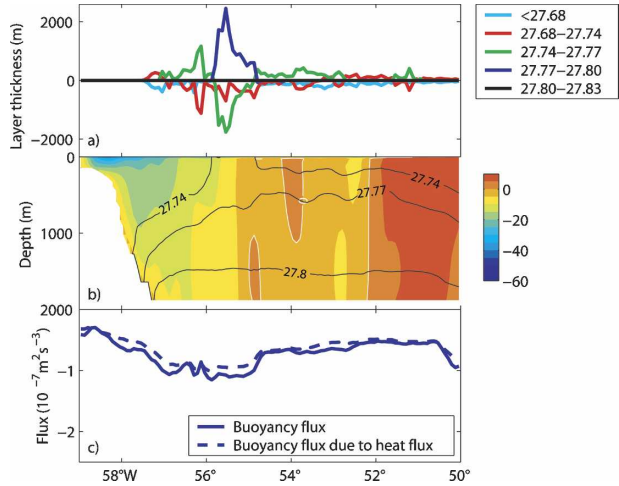 2000
0
−2000
Layer thickness (m)
a)
<27.68
27.68−27.74
27.74−27.77
27.77−27.80
27.80−27.83
0
1000
2000
Depth (m)
b)
27.74
27.74
27.77
27.8
0
−20
−40
−60
−1
−2
Flux (10 −7 m 2 s −3)
c)
Buoyancy flux
Buoyancy flux due to heat flux
58°W
56°
54°
52°
50°